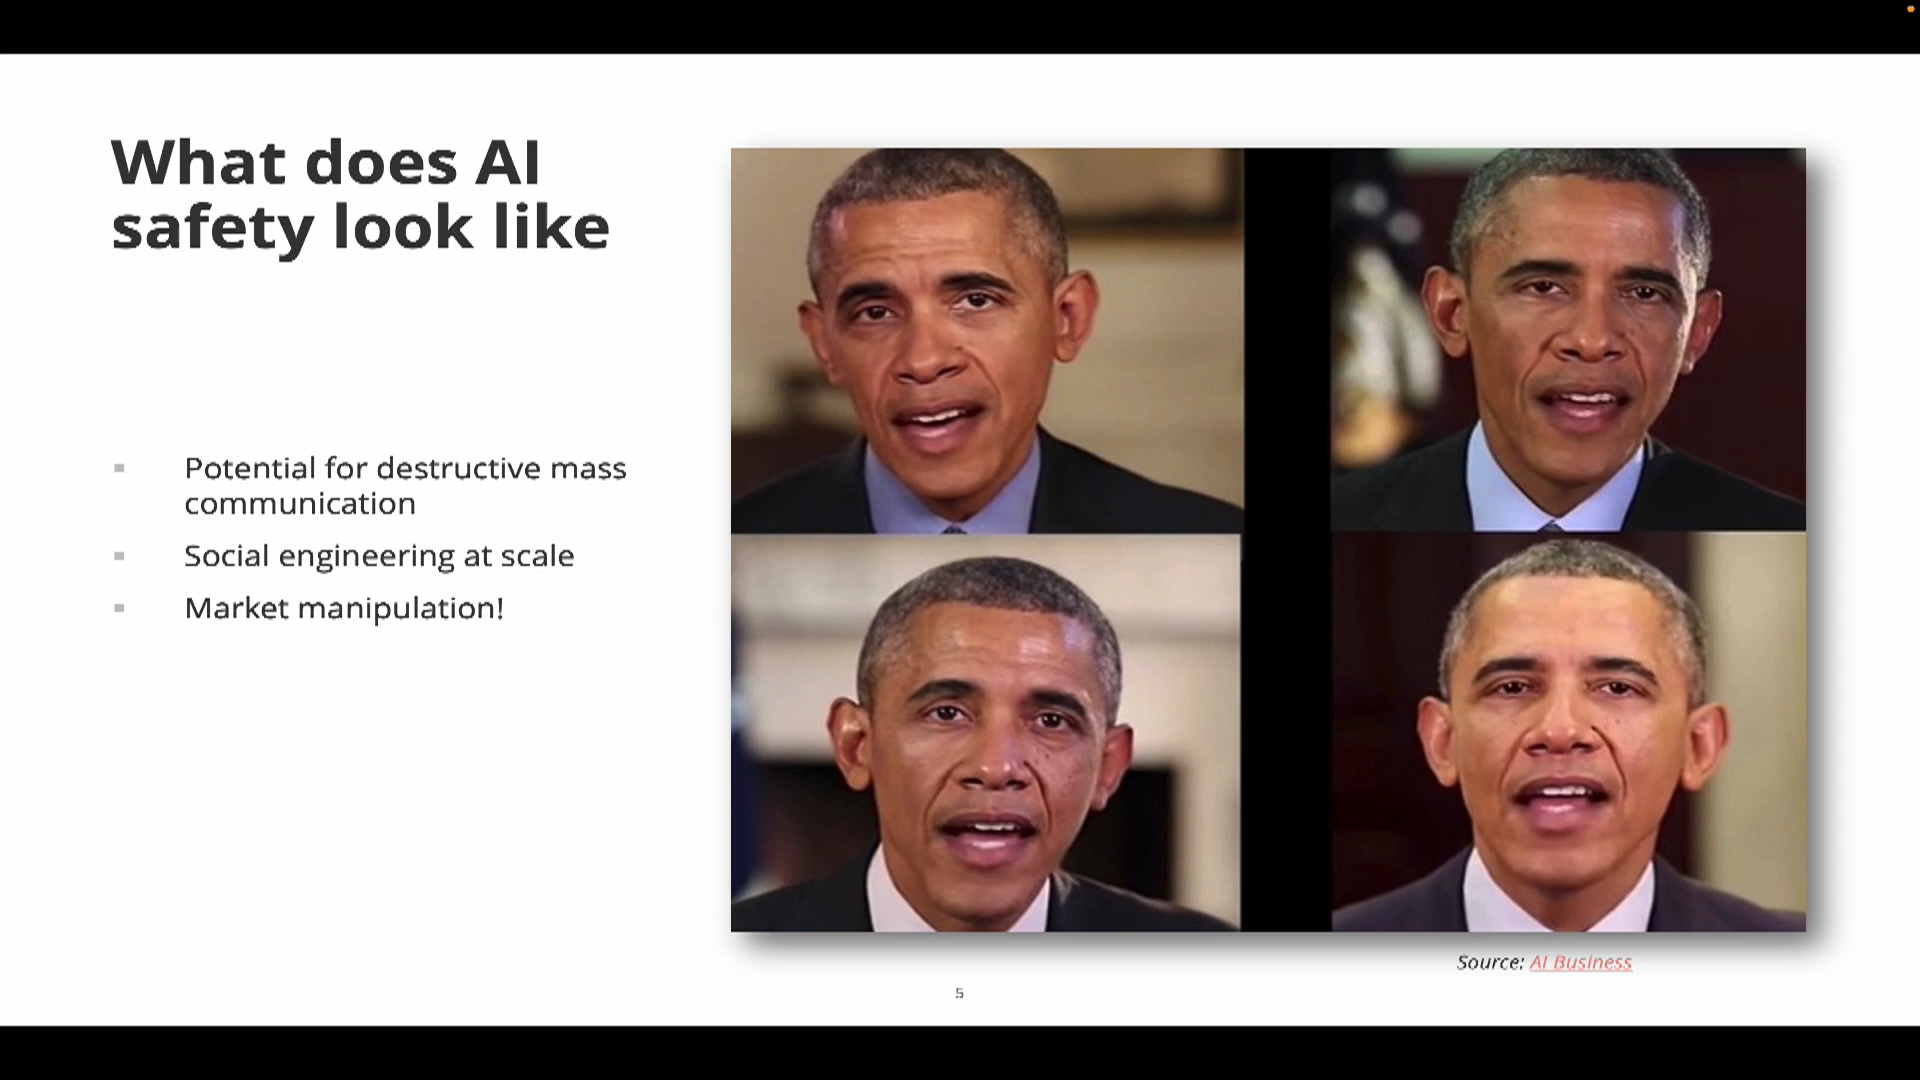 What does AI
safety look like
Potential for destructive mass
communication
Social engineering at scale
Market manipulation!
Source: AI Business
5